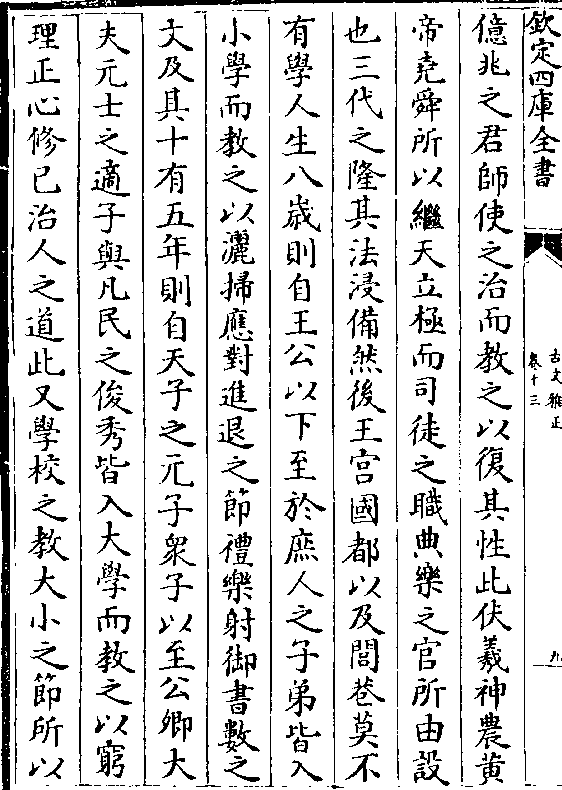 欽定四庫全書
古文雅正
卷十三
九
億兆之君師使之治而教之以復其性此伏羲神農黄
帝堯舜所以繼天立極而司徒之職典樂之官所由設
也三代之隆其法浸備然後王宫國都以及閭巷莫不
有學人生八歲則自王公以下至於庶人之子弟皆入
小學而教之以灑掃應對進退之節禮樂射御書數之
文及其十有五年則自天子之元子衆子以至公卿大
夫元士之適子與凡民之俊秀皆入大學而教之以窮
理正心修已治人之道此又學校之教大小之節所以